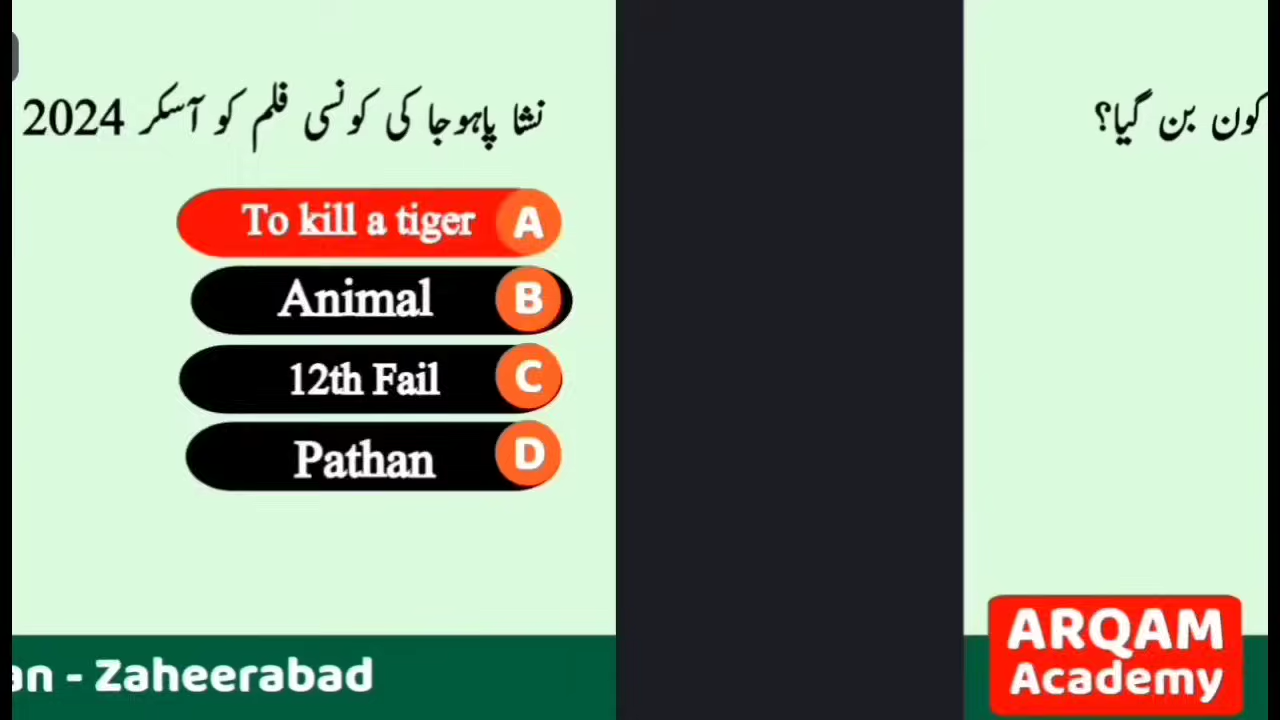 نشا پاہوجا کی کونسی فلم کو آسکر 2024
To kill a tiger A
Animal B
12th Fail C
Pathan D
an - Zaheerabad
کون بن گیا؟
ARQAM
Academy